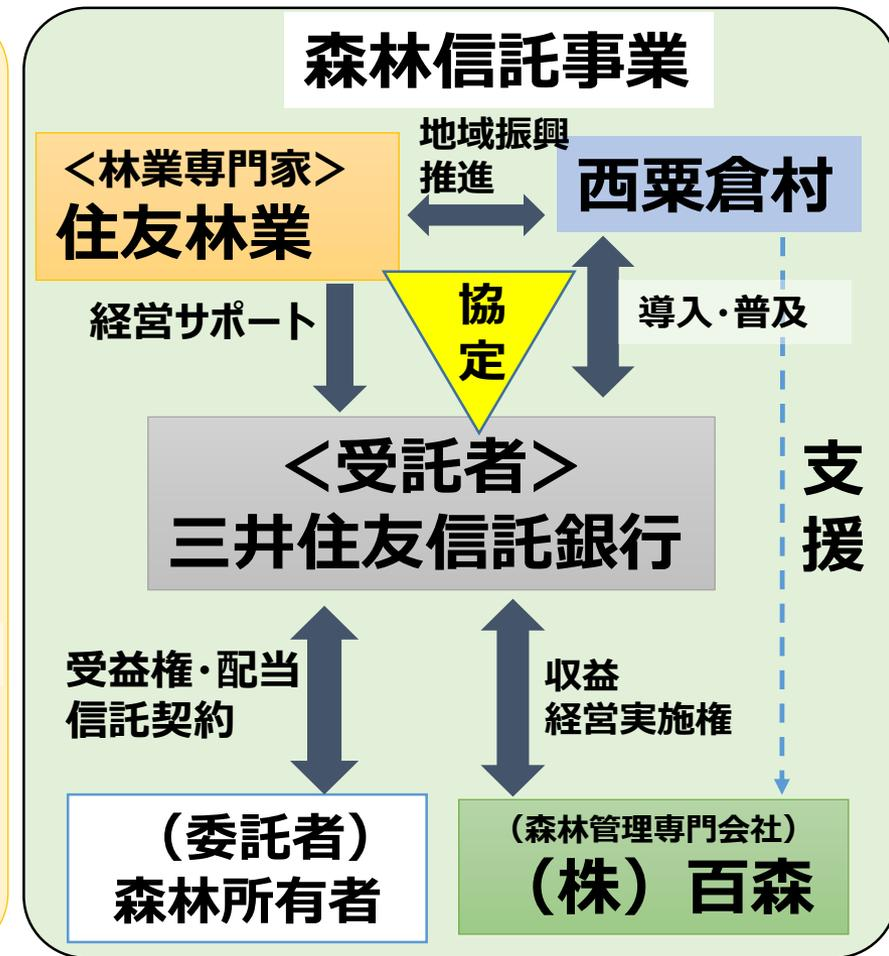 森林信託事業
＜林業専門家＞
住友林業
地域振興
推進
西粟倉村
経営サポート
協
定
導入・普及
＜受託者＞
三井住友信託銀行
支
援
受益権・配当
信託契約
収益
経営実施権
（委託者）
森林所有者
（森林管理専門会社）
（株）百森